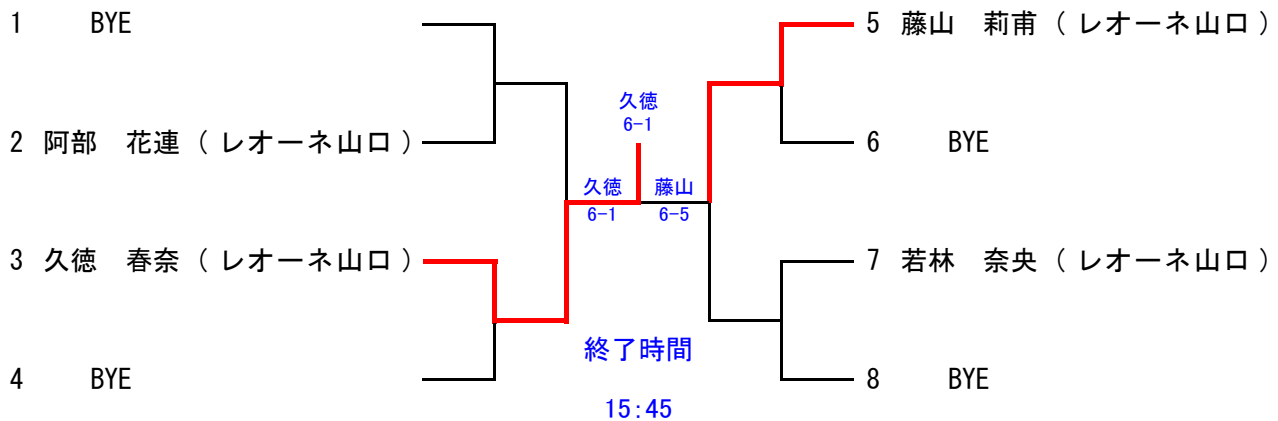 1 BYE
2 阿部 花連 ( レオーネ山口 )
3 久徳 春奈 ( レオーネ山口 )
4 BYE
久徳
6-1
久徳
6-1
藤山
6-5
終了時間
15:45
5 藤山 莉甫 ( レオーネ山口 )
6 BYE
7 若林 奈央 ( レオーネ山口 )
8 BYE